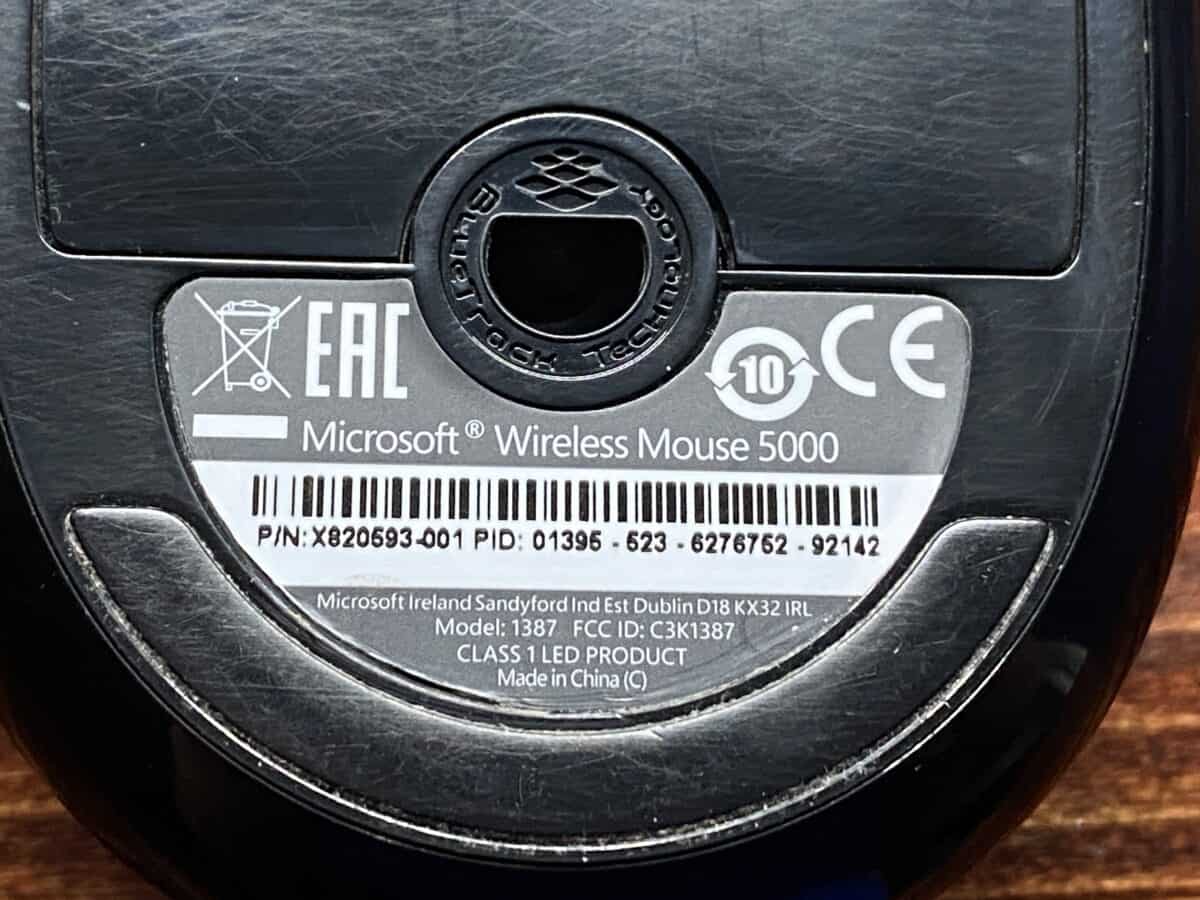 BlueTrack Technology
EAC
10
CE
Microsoft® Wireless Mouse 5000
P/N: X820593-001 PID: 01395 - 523 - 6276752 - 92142
Microsoft Ireland Sandyford Ind Est Dublin D18 KX32 IRL
Model: 1387 FCC ID: C3K1387
CLASS 1 LED PRODUCT
Made in China (C)